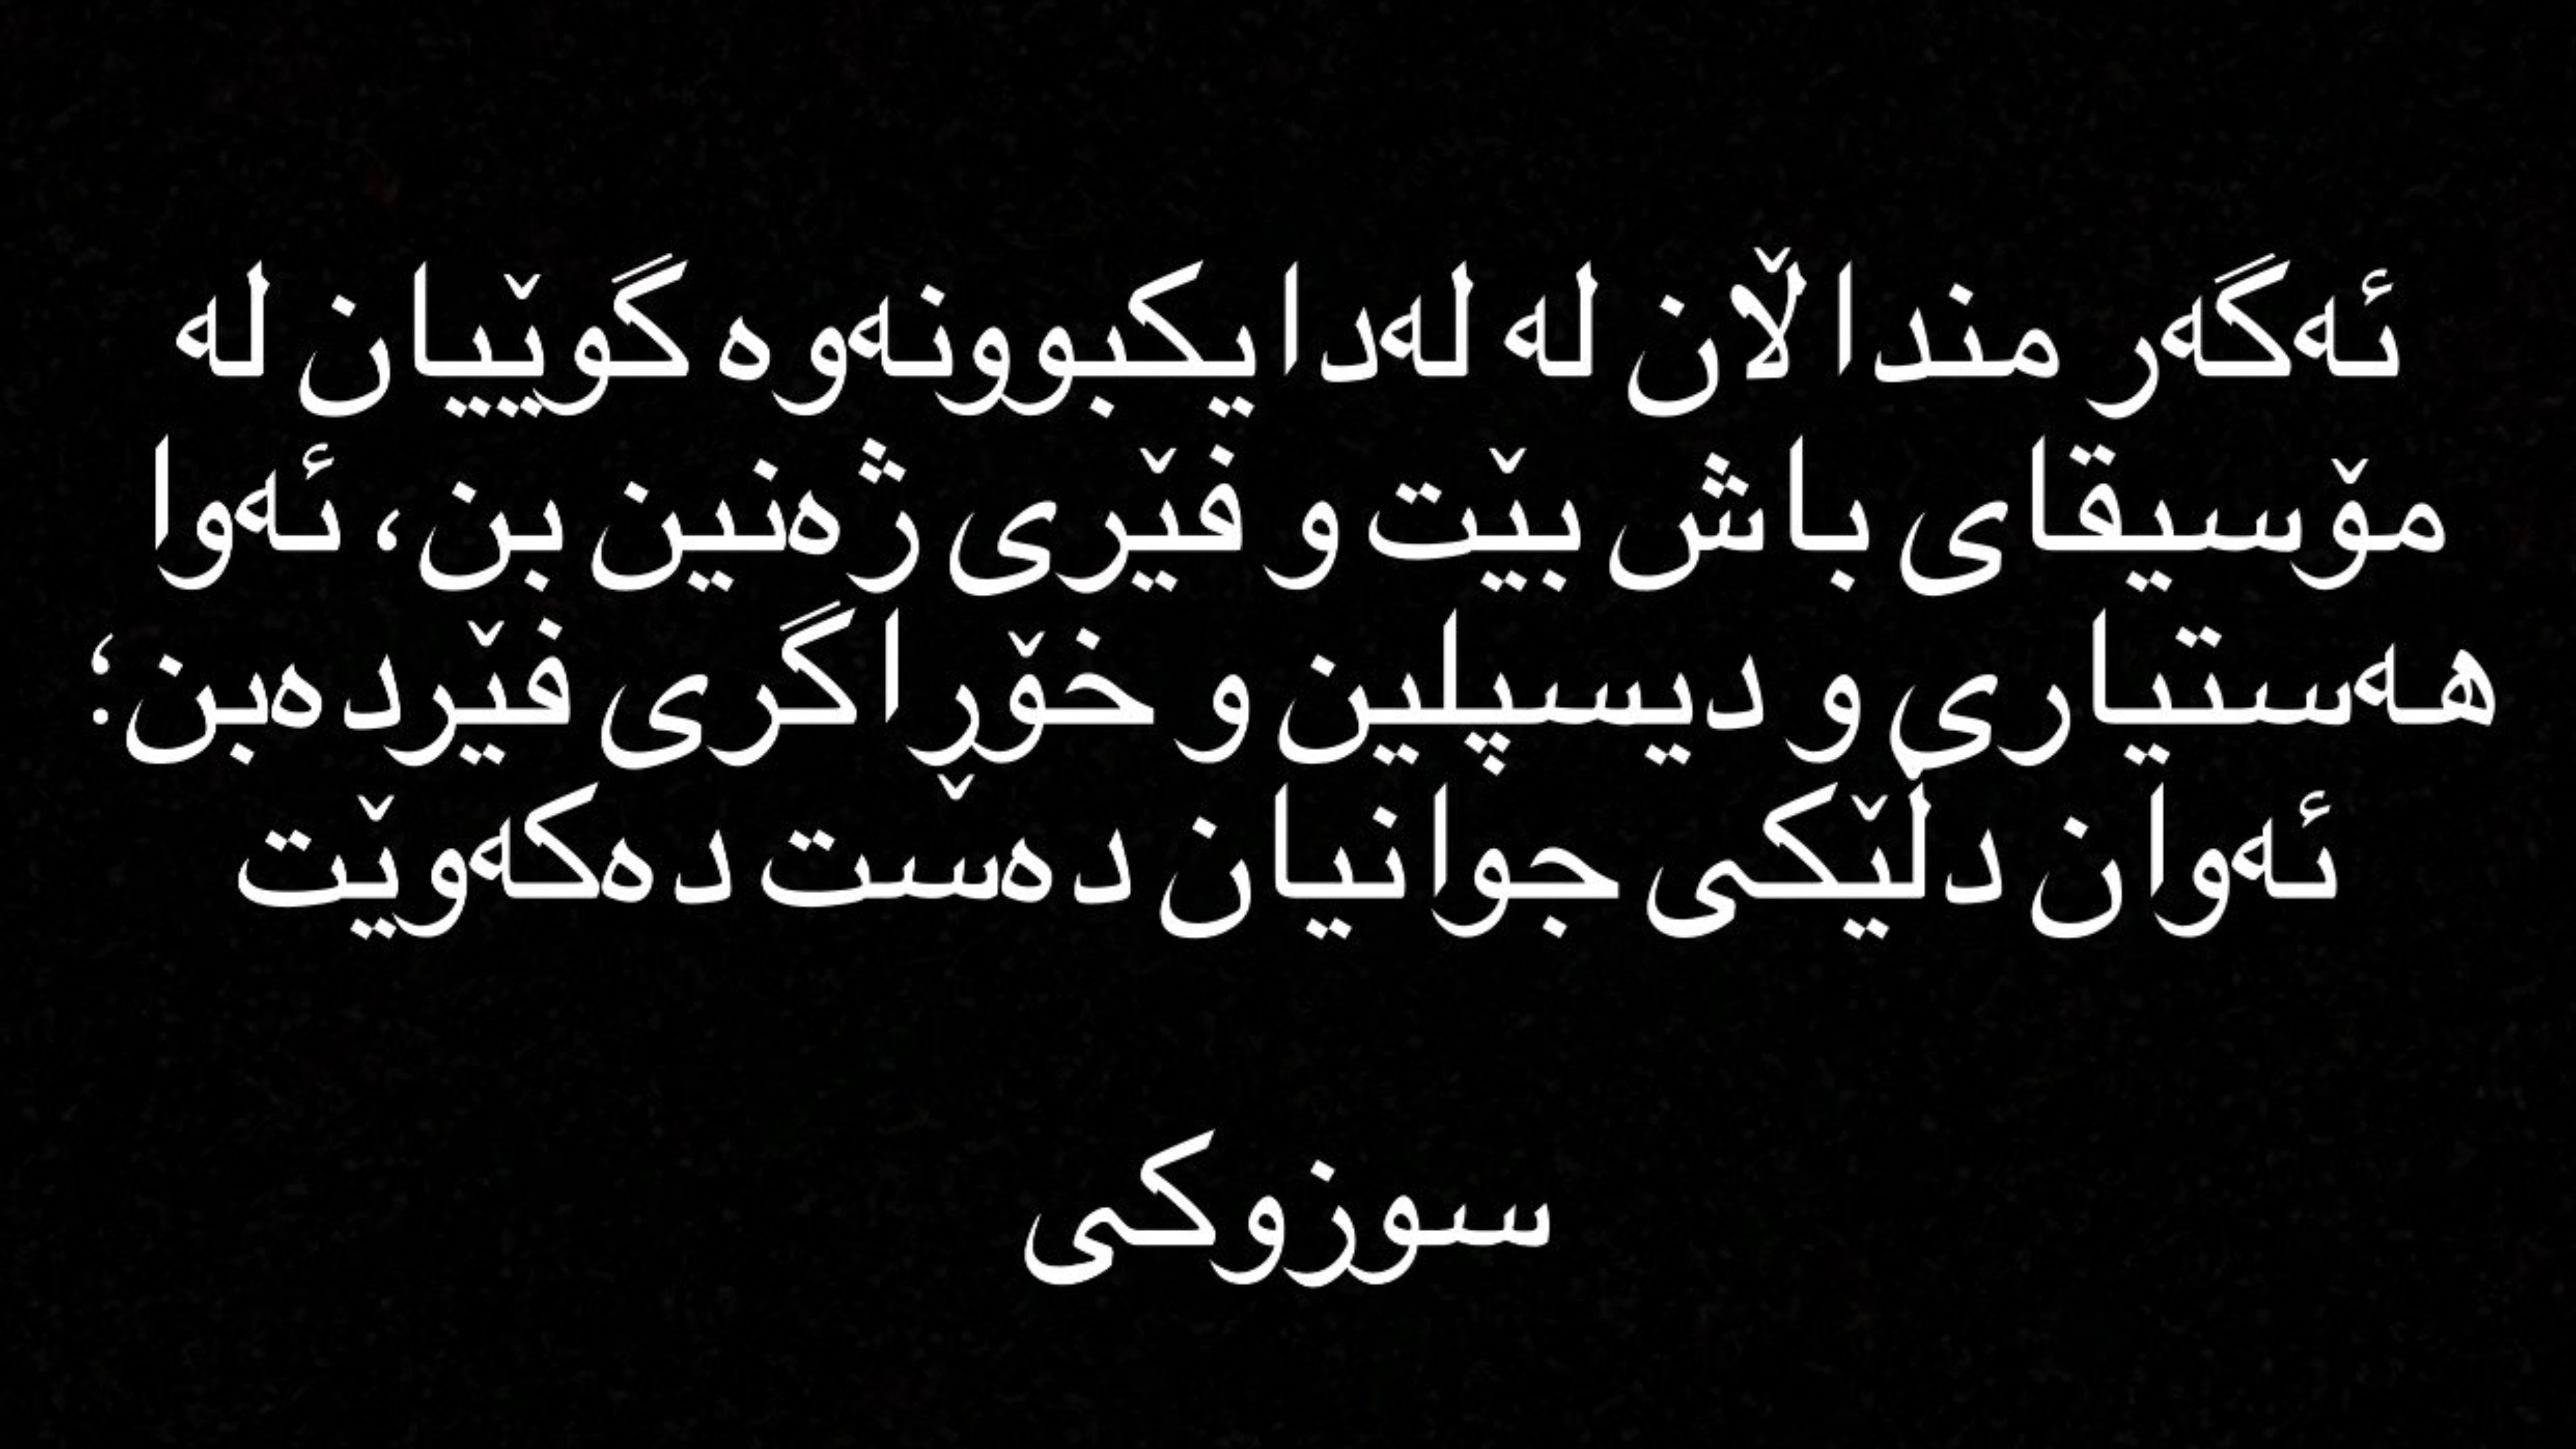 ئەگەر منداڵان لە لەدایکبوونەوە گوێیان لە
مۆسیقای باش بێت و فێری ژەنین بن، ئەوا
هەستیاری و دیسپلین و خۆڕاگری فێردەبن؛
ئەوان دڵێکی جوانیان دەست دەکەوێت
سوزوکی